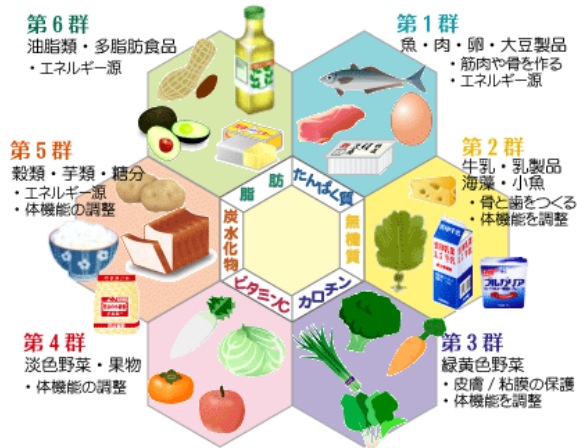 第6群
油脂類・多脂肪食品
・エネルギー源
第1群
魚・肉・卵・大豆製品
・筋肉や骨を作る
・エネルギー源
第5群
穀類・芋類・糖分
・エネルギー源
・体機能の調整
第2群
牛乳・乳製品
海藻・小魚
・骨と歯をつくる
・体機能を調整
脂肪
たんぱく質
炭水化物
無機質
ビタミンC
カロチン
第4群
淡色野菜・果物
・体機能の調整
第3群
緑黄色野菜
・皮膚/粘膜の保護
・体機能を調整